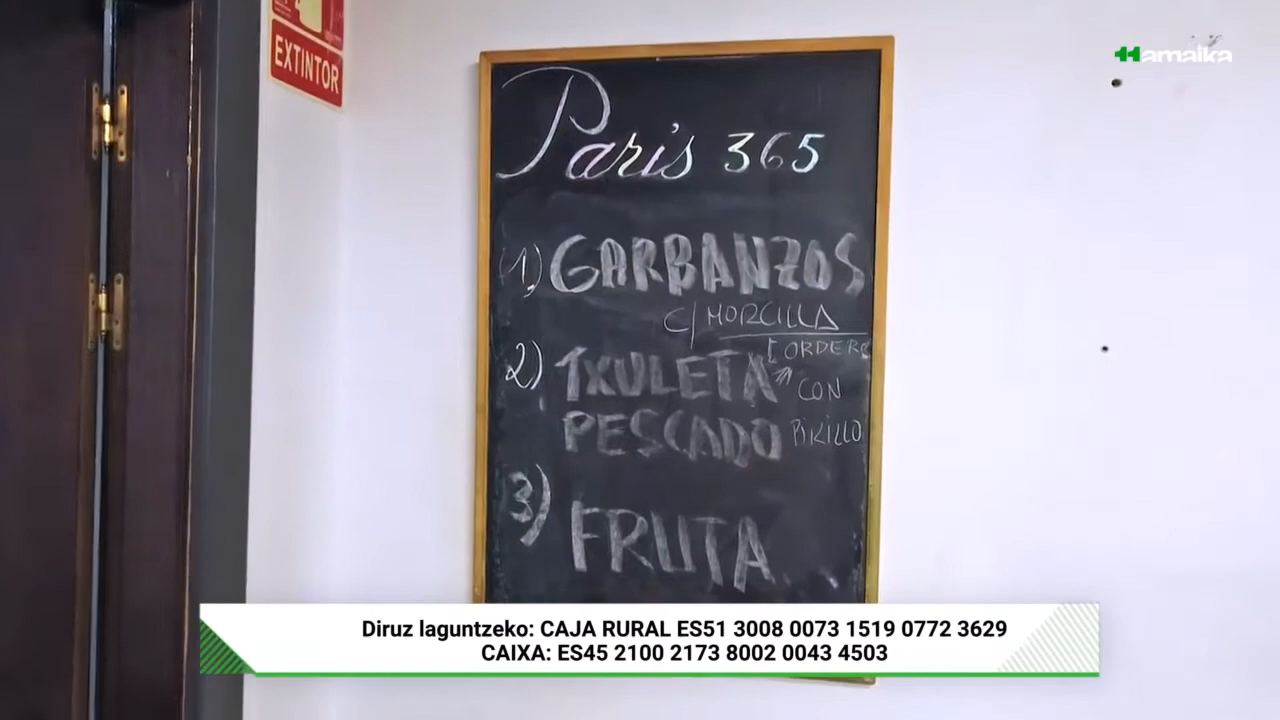 EXTINTOR
Hamaika
Paris 365
(1) GARBANZOS
C/ MORCILLA
CORDERO
2) TXULETA
CON
PESCADO PIKILLO
3) FRUTA
Diruz laguntzeko: CAJA RURAL ES51 3008 0073 1519 0772 3629
CAIXA: ES45 2100 2173 8002 0043 4503